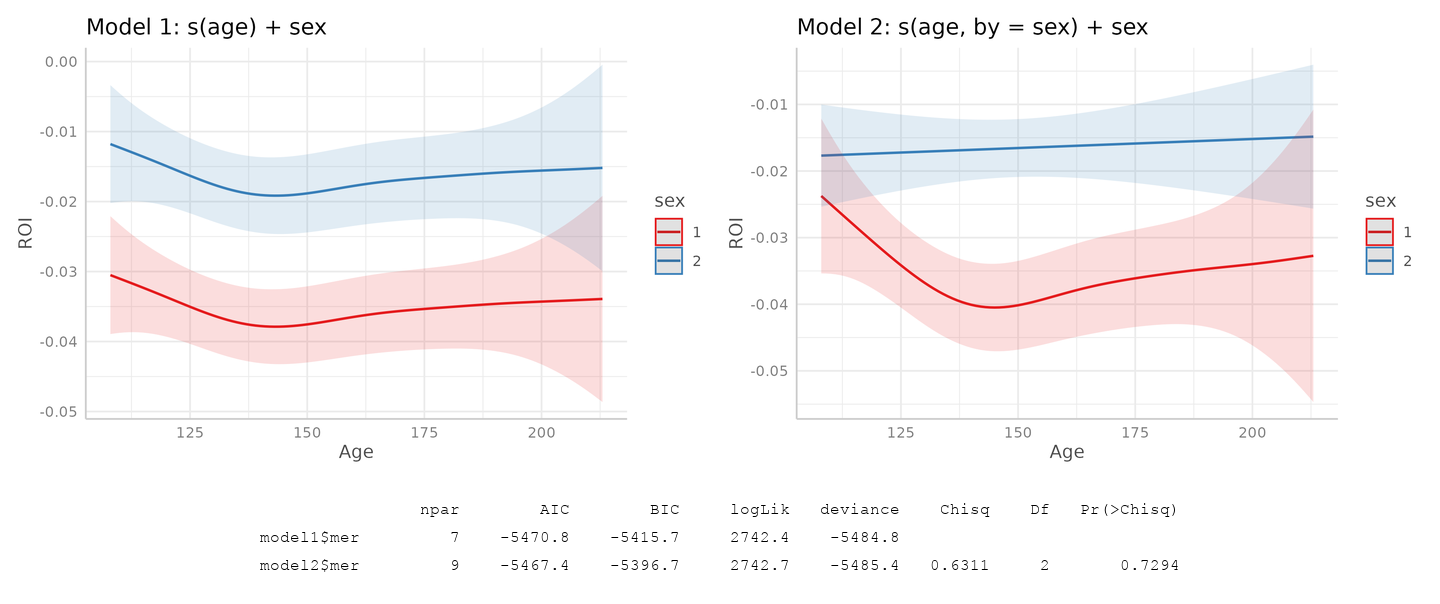 Model 1: s(age) + sex
0.00
-0.01
-0.02
-0.03
-0.04
-0.05
ROI
125 150 175 200
Age
sex
1
2
Model 2: s(age, by = sex) + sex
-0.01
-0.02
-0.03
-0.04
-0.05
ROI
125 150 175 200
Age
sex
1
2
npar AIC BIC logLik deviance Chisq Df Pr(>Chisq)
model1$mer 7 -5470.8 -5415.7 2742.4 -5484.8
model2$mer 9 -5467.4 -5396.7 2742.7 -5485.4 0.6311 2 0.7294